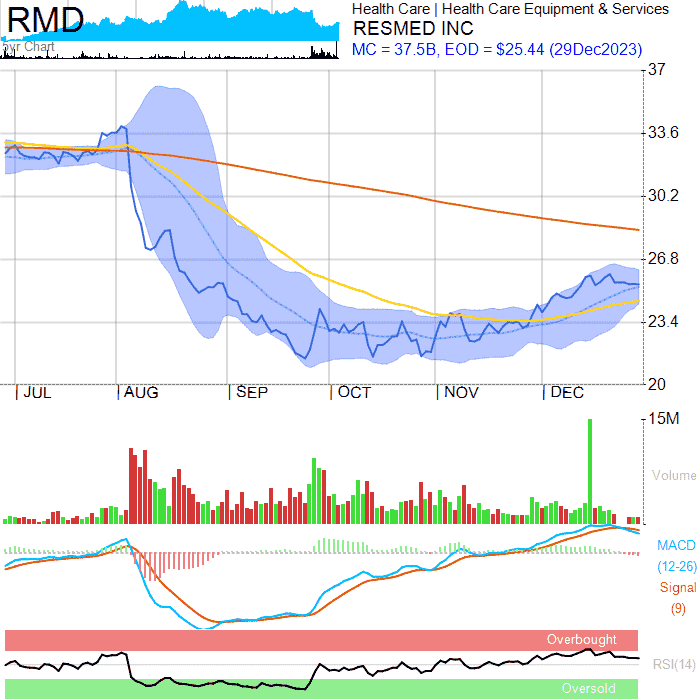 RMD
5yr Chart
Health Care | Health Care Equipment & Services
RESMED INC
MC = 37.5B, EOD = $25.44 (29Dec2023)
37
33.6
30.2
26.8
23.4
20
JUL
AUG
SEP
OCT
NOV
DEC
15M
Volume
MACD
(12-26)
Signal
(9)
Overbought
RSI(14)
Oversold